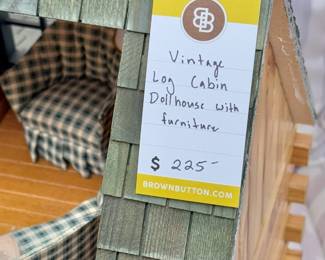 Vintage
Log Cabin
Dollhouse with
furniture
$ 225-
BROWNBUTTON.COM